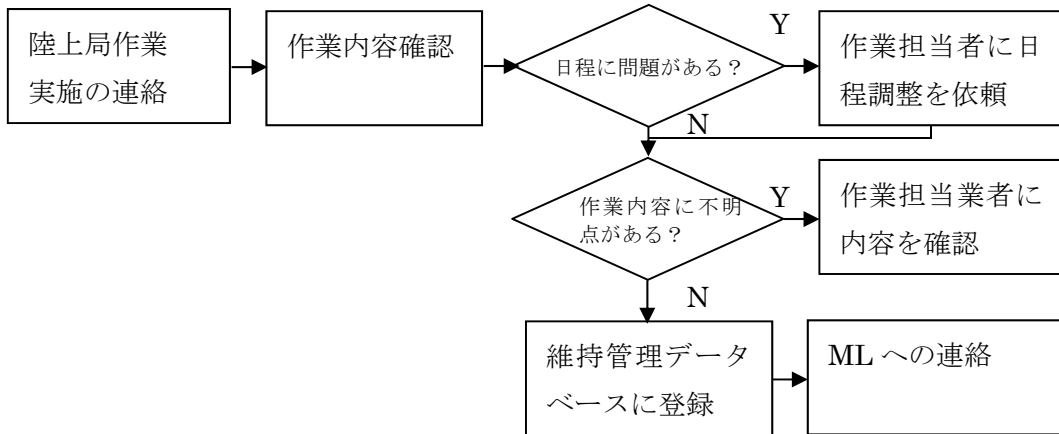 陸上局作業
実施の連絡
作業内容確認
日程に問題がある？
Y
作業担当者に日
程調整を依頼
N
作業内容に不明
点がある？
Y
作業担当業者に
内容を確認
N
維持管理データ
ベースに登録
ML への連絡